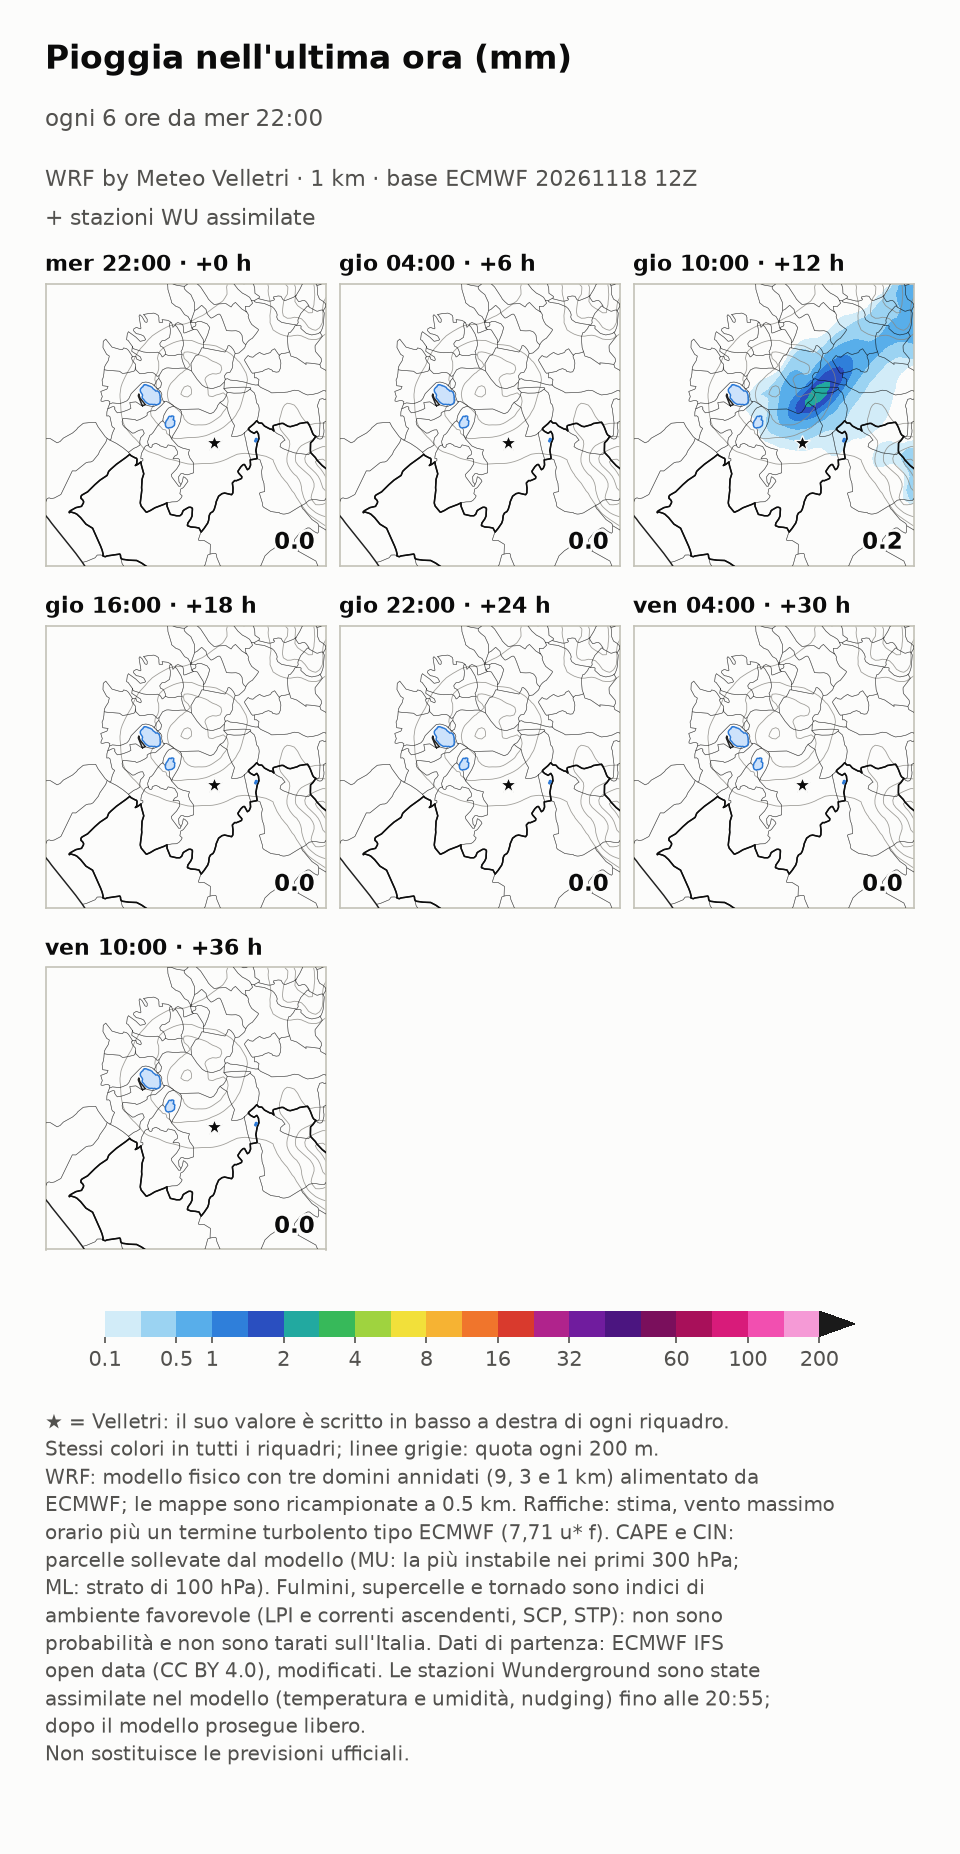 Pioggia nell'ultima ora (mm)
ogni 6 ore da mer 22:00
WRF by Meteo Velletri · 1 km · base ECMWF 20261118 12Z
+ stazioni WU assimilate
mer 22:00 · +0 h
gio 04:00 · +6 h
gio 10:00 · +12 h
0.0
0.0
0.2
gio 16:00 · +18 h
gio 22:00 · +24 h
ven 04:00 · +30 h
0.0
0.0
0.0
ven 10:00 · +36 h
0.0
0.1 0.5 1 2 4 8 16 32 60 100 200
★ = Velletri: il suo valore è scritto in basso a destra di ogni riquadro.
Stessi colori in tutti i riquadri; linee grigie: quota ogni 200 m.
WRF: modello fisico con tre domini annidati (9, 3 e 1 km) alimentato da
ECMWF; le mappe sono ricampionate a 0.5 km. Raffiche: stima, vento massimo
orario più un termine turbolento tipo ECMWF (7,71 u* f). CAPE e CIN:
parcelle sollevate dal modello (MU: la più instabile nei primi 300 hPa;
ML: strato di 100 hPa). Fulmini, supercelle e tornado sono indici di
ambiente favorevole (LPI e correnti ascendenti, SCP, STP): non sono
probabilità e non sono tarati sull'Italia. Dati di partenza: ECMWF IFS
open data (CC BY 4.0), modificati. Le stazioni Wunderground sono state
assimilate nel modello (temperatura e umidità, nudging) fino alle 20:55;
dopo il modello prosegue libero.
Non sostituisce le previsioni ufficiali.